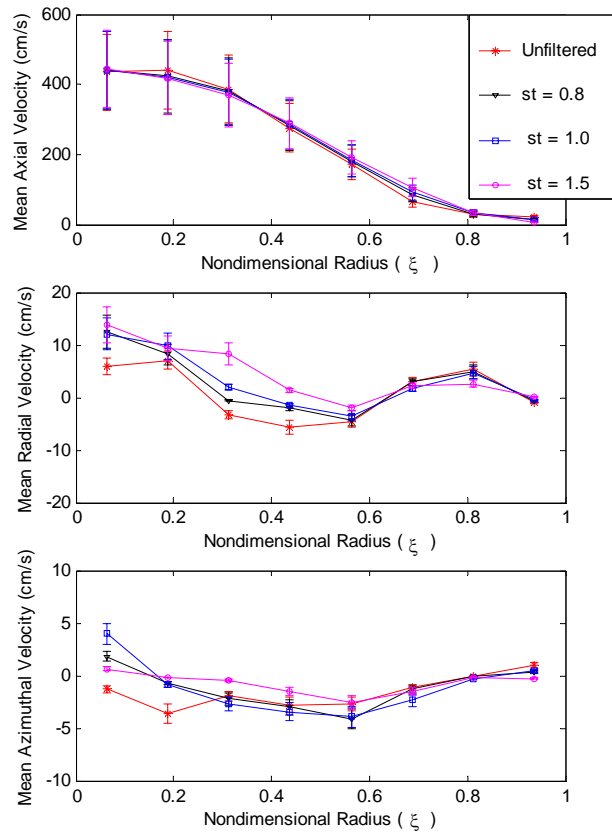 600
400
200
0
Mean Axial Velocity (cm/s)
0 0.2 0.4 0.6 0.8 1
Nondimensional Radius ( ξ )
Unfiltered
st = 0.8
st = 1.0
st = 1.5
20
10
0
-10
-20
Mean Radial Velocity (cm/s)
0 0.2 0.4 0.6 0.8 1
Nondimensional Radius ( ξ )
10
5
0
-5
-10
Mean Azimuthal Velocity (cm/s)
0 0.2 0.4 0.6 0.8 1
Nondimensional Radius ( ξ )